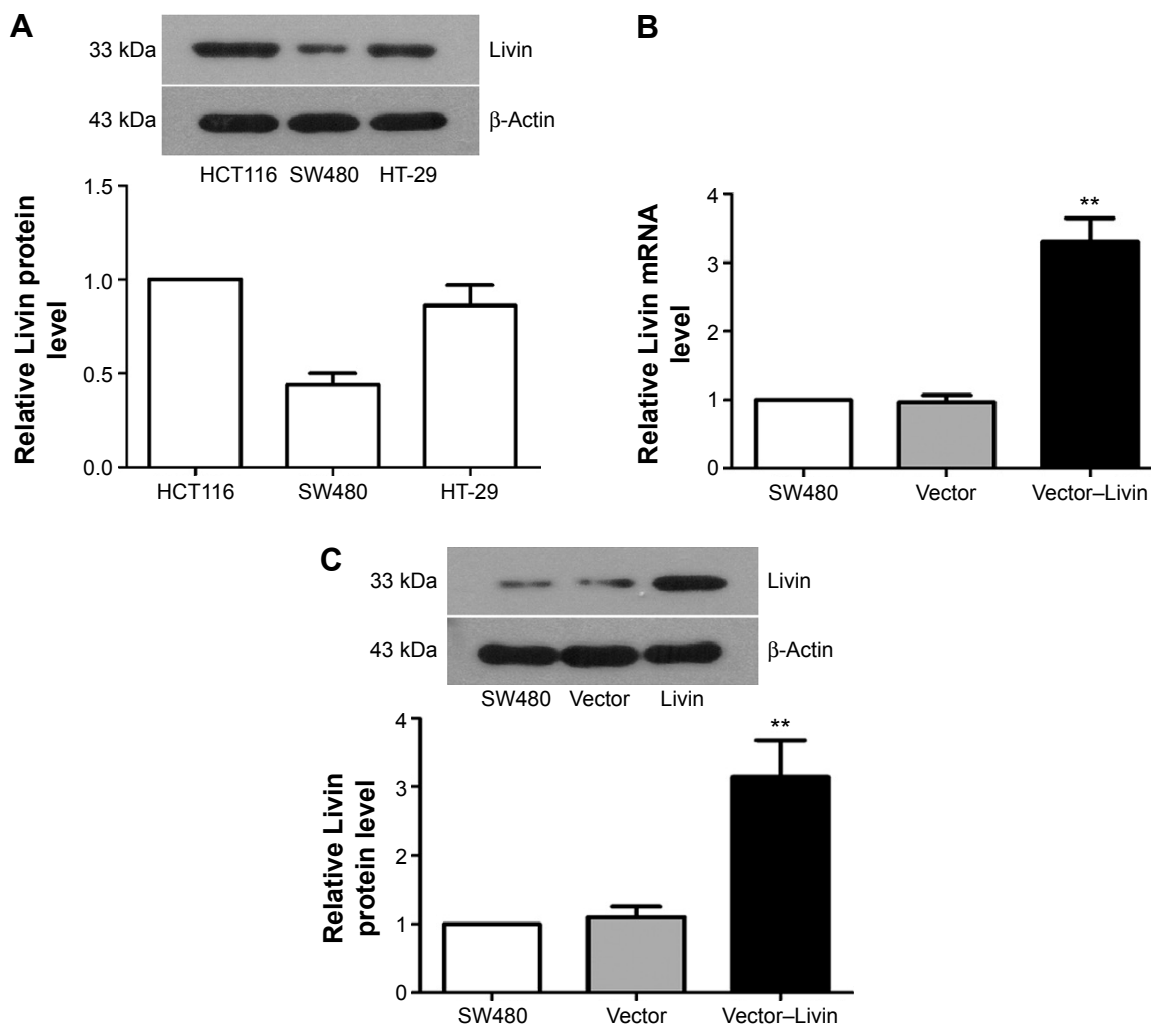 A
33 kDa
Livin
43 kDa
β-Actin
HCT116 SW480 HT-29
Relative Livin protein
level
1.5
1.0
0.5
0.0
HCT116 SW480 HT-29
B
Relative Livin mRNA
level
4
3
2
1
0
**
SW480 Vector Vector–Livin
C
33 kDa
Livin
43 kDa
β-Actin
SW480 Vector Livin
Relative Livin
protein level
4
3
2
1
0
**
SW480 Vector Vector–Livin